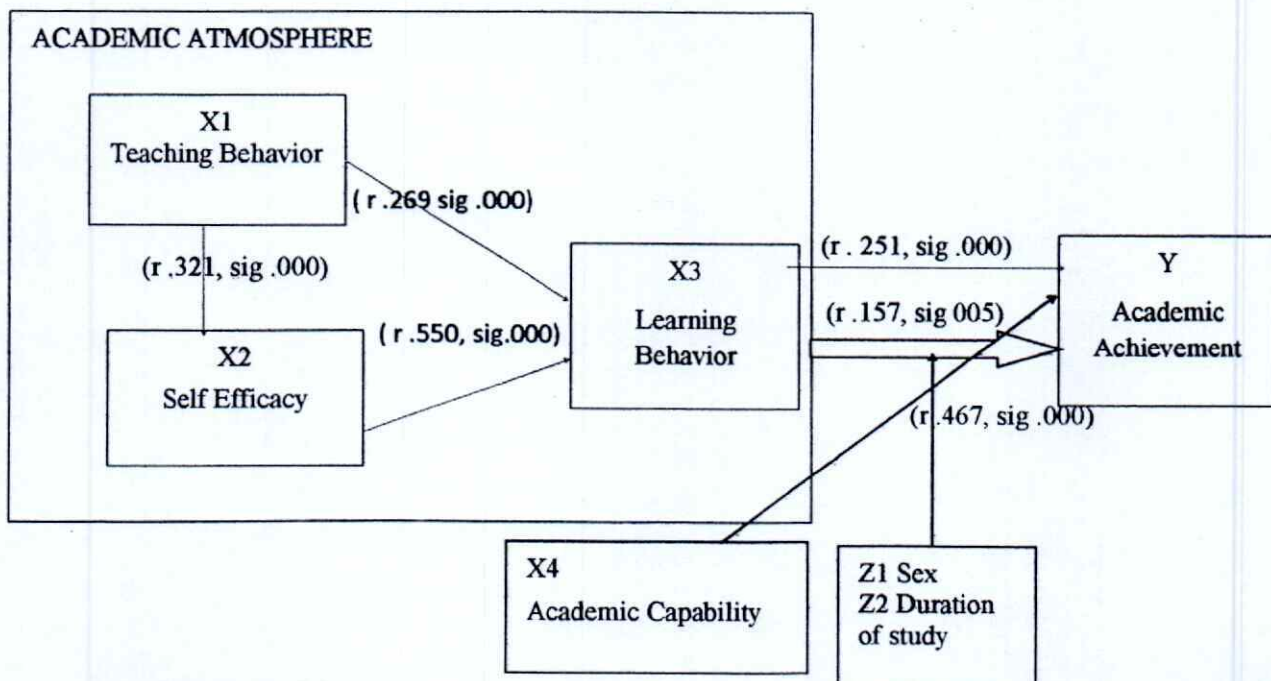 ACADEMIC ATMOSPHERE
X1
Teaching Behavior
( r .269 sig .000)
(r .321, sig .000)
X2
Self Efficacy
( r .550, sig.000)
X3
Learning
Behavior
(r . 251, sig .000)
(r .157, sig 005)
(r .467, sig .000)
Y
Academic
Achievement
X4
Academic Capability
Z1 Sex
Z2 Duration
of study